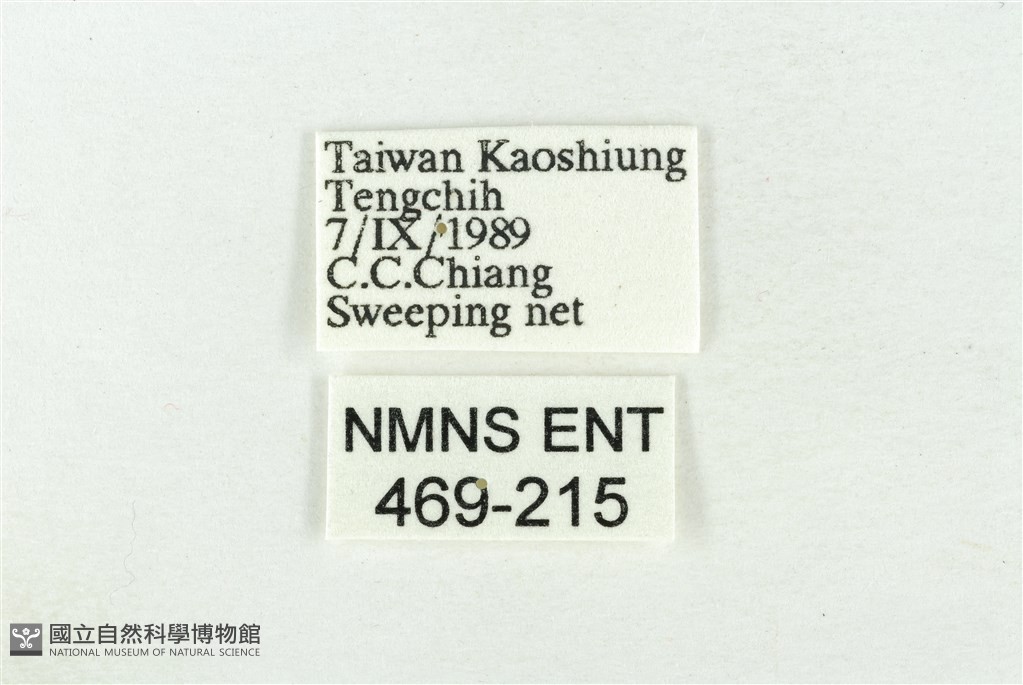 Taiwan Kaoshiung
Tengchih
7/IX/1989
C.C.Chiang
Sweeping net
NMNS ENT
469-215
國立自然科學博物館
NATIONAL MUSEUM OF NATURAL SCIENCE